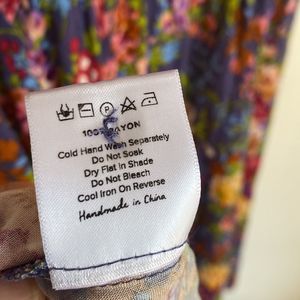 100% RAYON
Cold Hand Wash Separately
Do Not Soak
Dry Flat in Shade
Do Not Bleach
Cool Iron On Reverse
Handmade in China